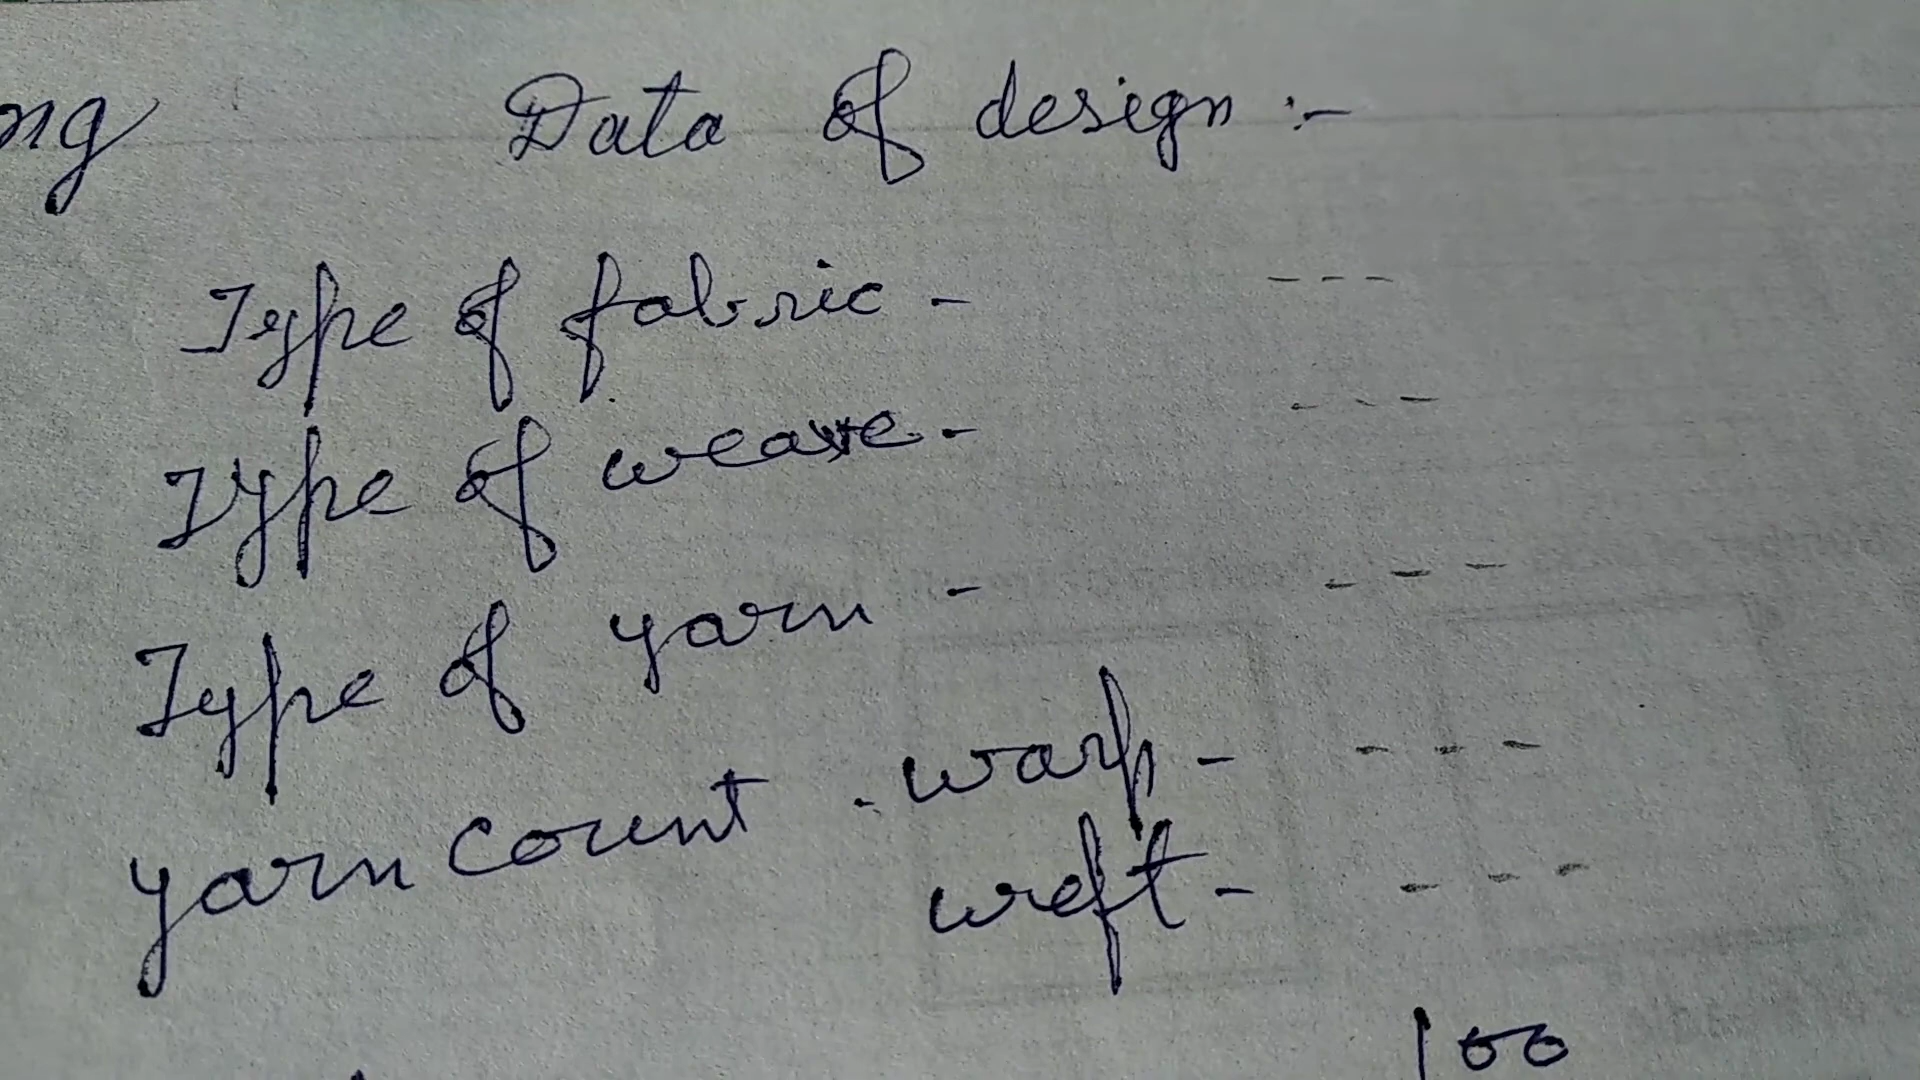 ng Data of design :-
Type of fabric - ---
Type of weave - ---
Type of yarn - ---
yarn count - warp - ---
weft - ---
100